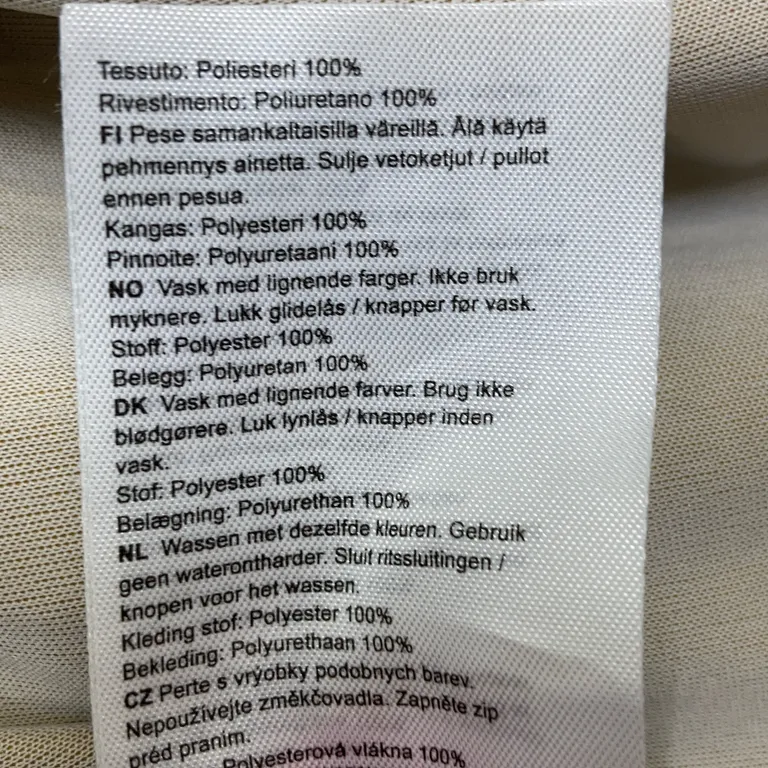 Tessuto: Poliesteri 100%
Rivestimento: Poliuretano 100%
FI Pese samankaltaisilla väreillä. Älä käytä
pehmennys ainetta. Sulje vetoketjut / pullot
ennen pesua.
Kangas: Polyesteri 100%
Pinnoite: Polyuretaani 100%
NO Vask med lignende farger. Ikke bruk
myknere. Lukk glidelås / knapper før vask.
Stoff: Polyester 100%
Belegg: Polyuretan 100%
DK Vask med lignende farver. Brug ikke
blødgørere. Luk lynlås / knapper inden
vask.
Stof: Polyester 100%
Belægning: Polyurethan 100%
NL Wassen met dezelfde kleuren. Gebruik
geen waterontharder. Sluit ritssluitingen /
knopen voor het wassen.
Kleding stof: Polyester 100%
Bekleding: Polyurethaan 100%
CZ Perte s vrýobky podobnych barev.
Nepoužívejte změkčovadla. Zapněte zip
préd pranim.
Polyesterová vlákna 100%